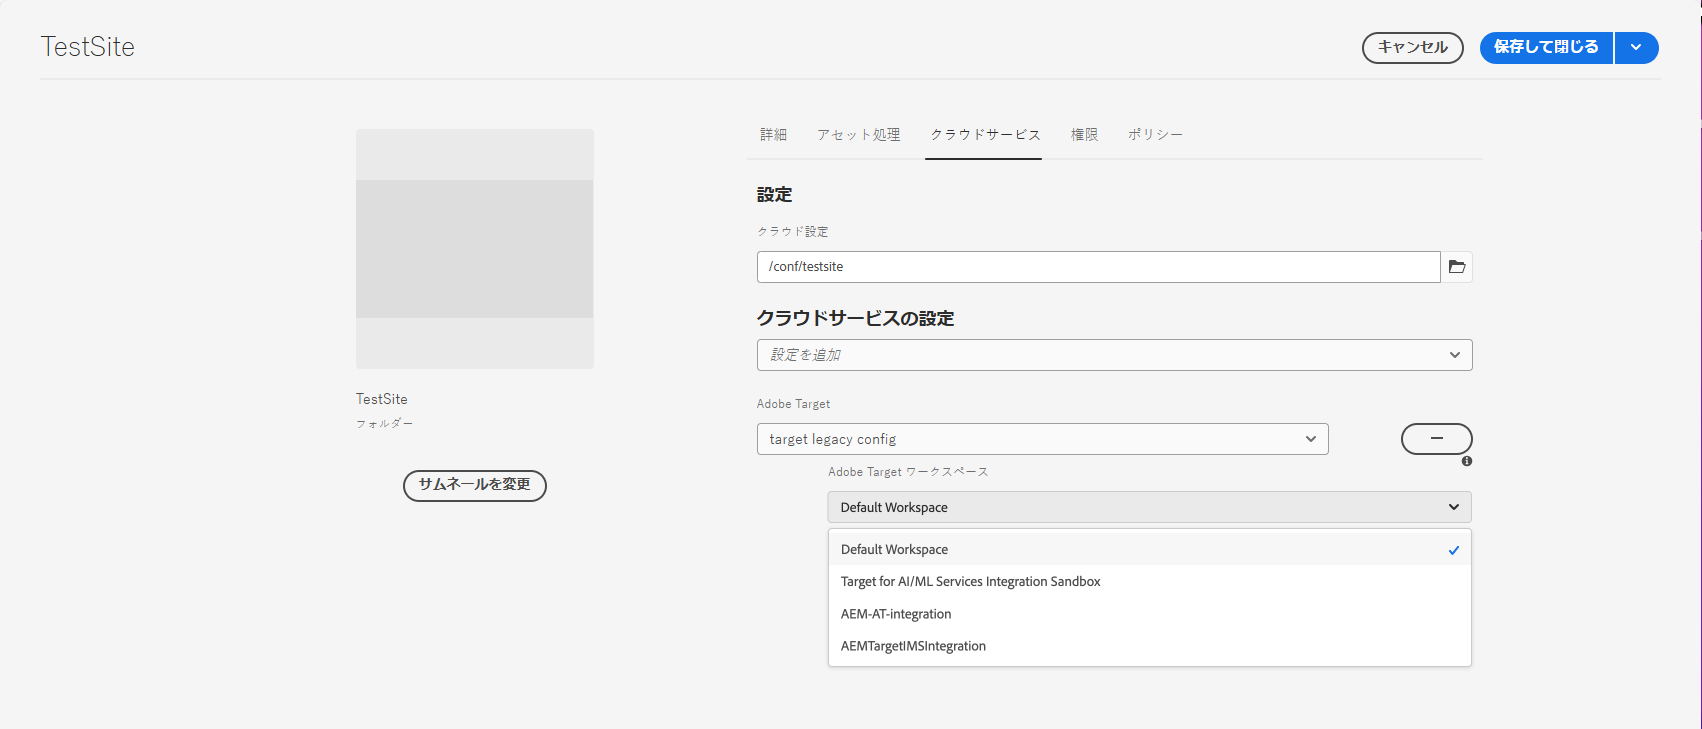 TestSite
キャンセル
保存して閉じる
詳細 アセット処理 クラウドサービス 権限 ポリシー
設定
クラウド設定
/conf/testsite
クラウドサービスの設定
設定を追加
Adobe Target
target legacy config
Adobe Target ワークスペース
Default Workspace
Default Workspace
Target for AI/ML Services Integration Sandbox
AEM-AT-integration
AEMTargetIMSIntegration
TestSite
フォルダー
サムネールを変更